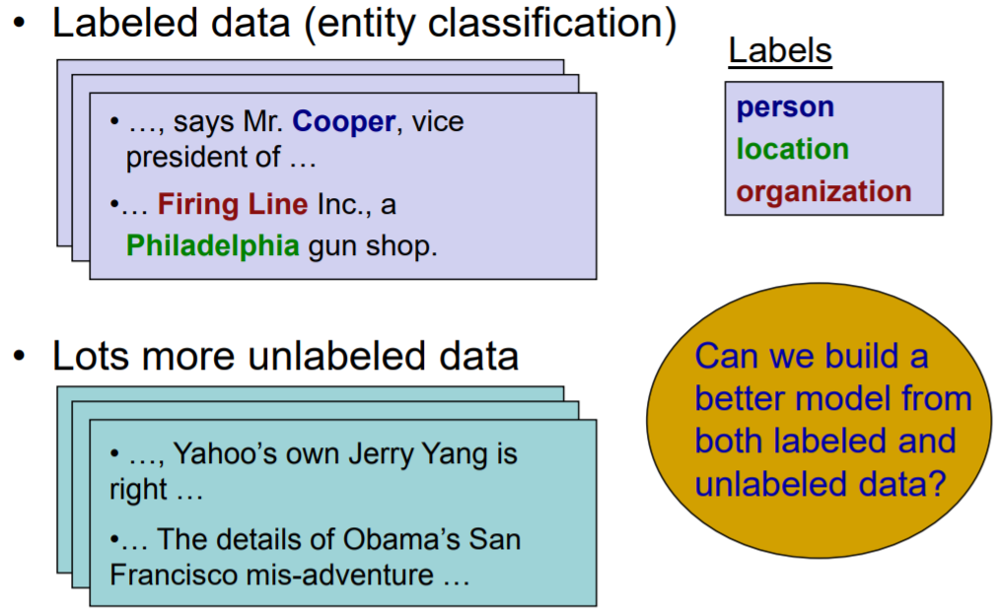 • Labeled data (entity classification)
Labels
• …, says Mr. Cooper, vice
president of …
•… Firing Line Inc., a
Philadelphia gun shop.
person
location
organization
• Lots more unlabeled data
• …, Yahoo’s own Jerry Yang is
right …
•… The details of Obama’s San
Francisco mis-adventure …
Can we build a
better model from
both labeled and
unlabeled data?